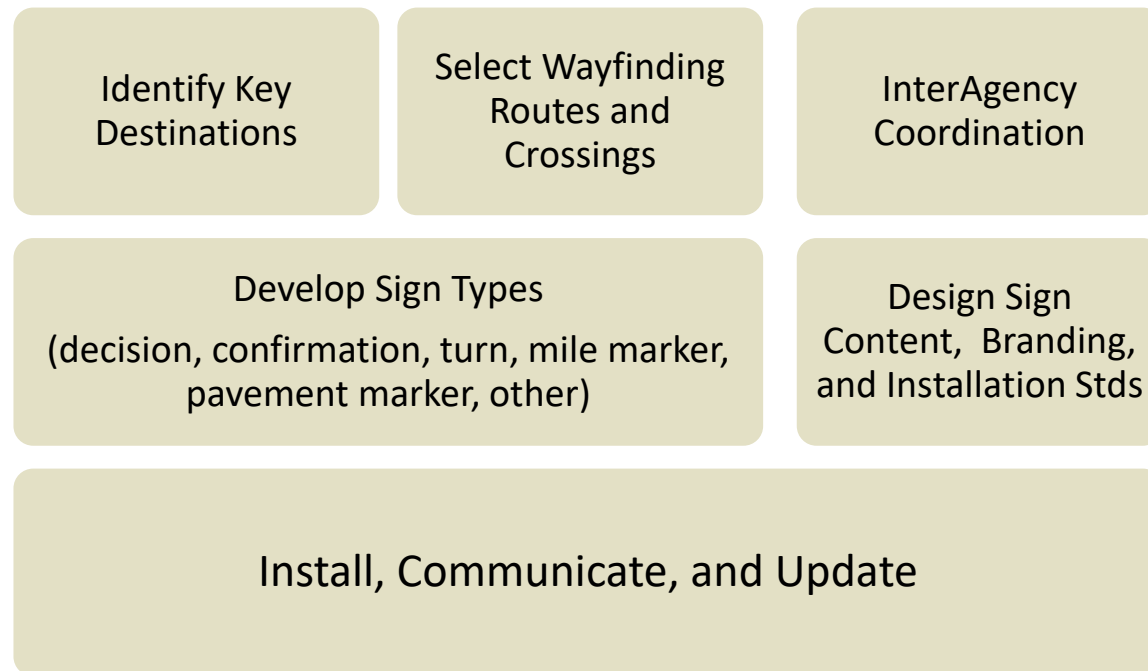 Identify Key
Destinations
Select Wayfinding
Routes and
Crossings
InterAgency
Coordination
Develop Sign Types
(decision, confirmation, turn, mile marker,
pavement marker, other)
Design Sign
Content,  Branding,
and Installation Stds
Install, Communicate, and Update